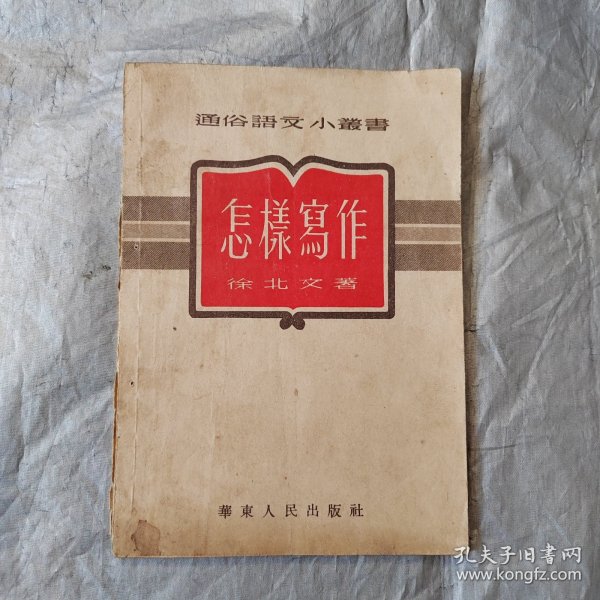 通俗語文小叢書
怎樣寫作
徐北文著
華東人民出版社
孔夫子旧书网
www.kongfz.com